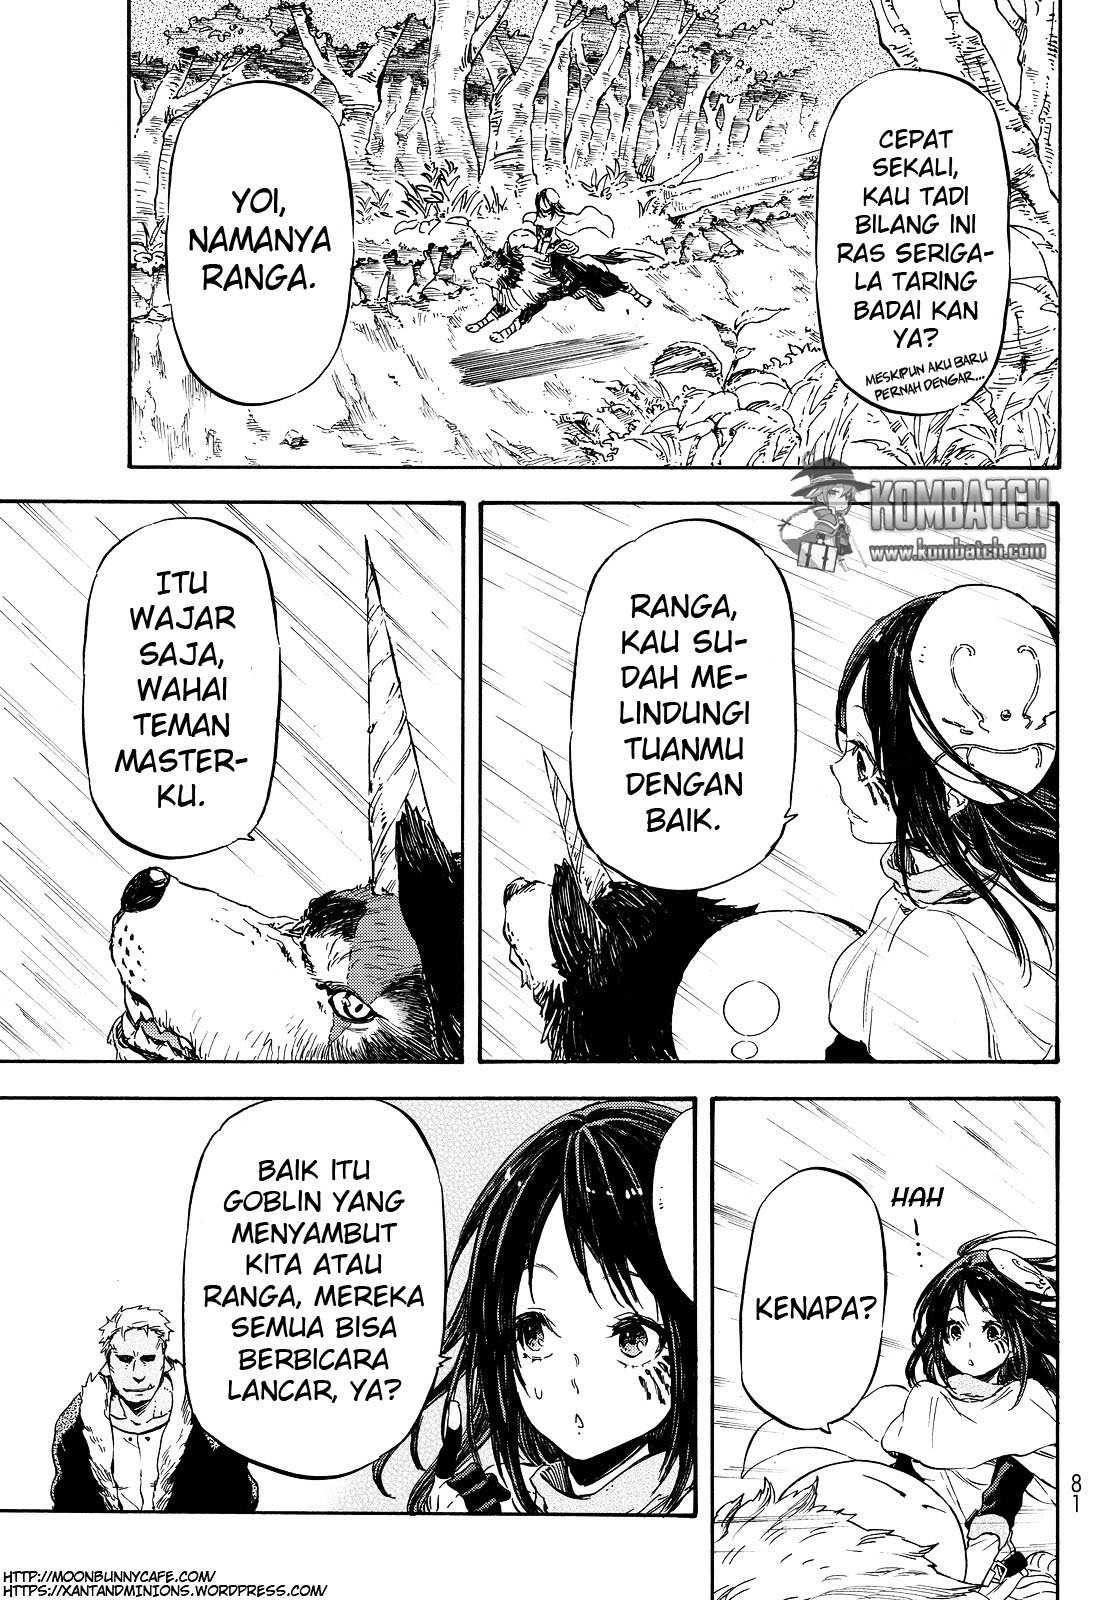 CEPAT
SEKALI,
KAU TADI
BILANG INI
RAS SERIGA-
LA TARING
BADAI KAN
YA?
MESKIPUN AKU BARU
PERNAH DENGAR...
YOI,
NAMANYA
RANGA.
KOMBATCH
www.kombatch.com
RANGA,
KAU SU-
DAH ME-
LINDUNGI
TUANMU
DENGAN
BAIK.
ITU
WAJAR
SAJA,
WAHAI
TEMAN
MASTER-
KU.
HAH
......
KENAPA?
BAIK ITU
GOBLIN YANG
MENYAMBUT
KITA ATAU
RANGA, MEREKA
SEMUA BISA
BERBICARA
LANCAR, YA?
81
HTTP://MOONBUNNYCAFE.COM/
HTTPS://XANTANDMINIONS.WORDPRESS.COM/